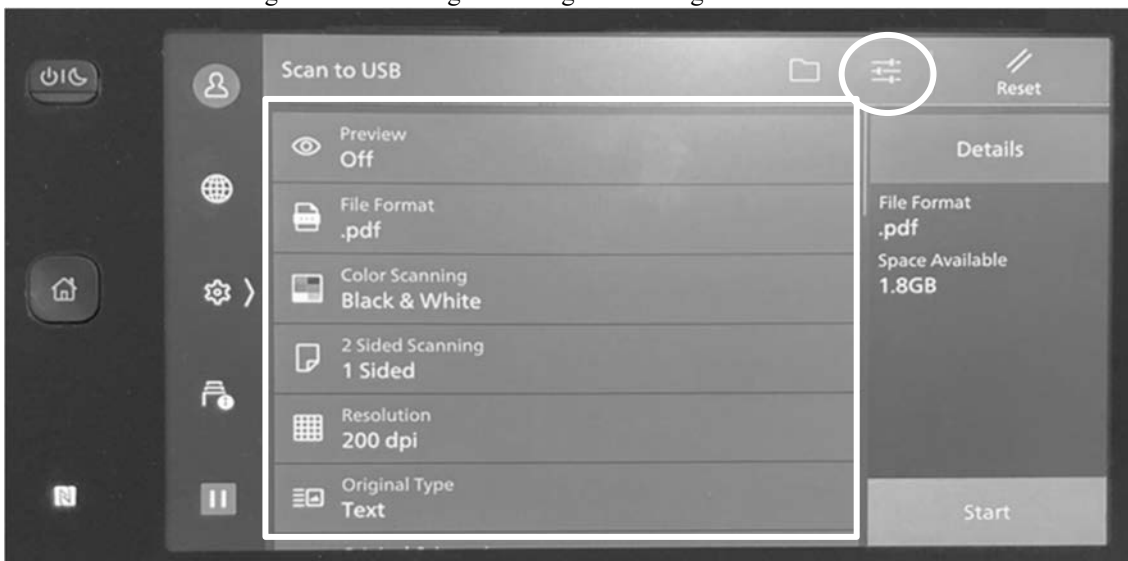 Scan to USB
Reset
Preview
Off
File Format
.pdf
Color Scanning
Black & White
2 Sided Scanning
1 Sided
Resolution
200 dpi
Original Type
Text
Details
File Format
.pdf
Space Available
1.8GB
Start
N